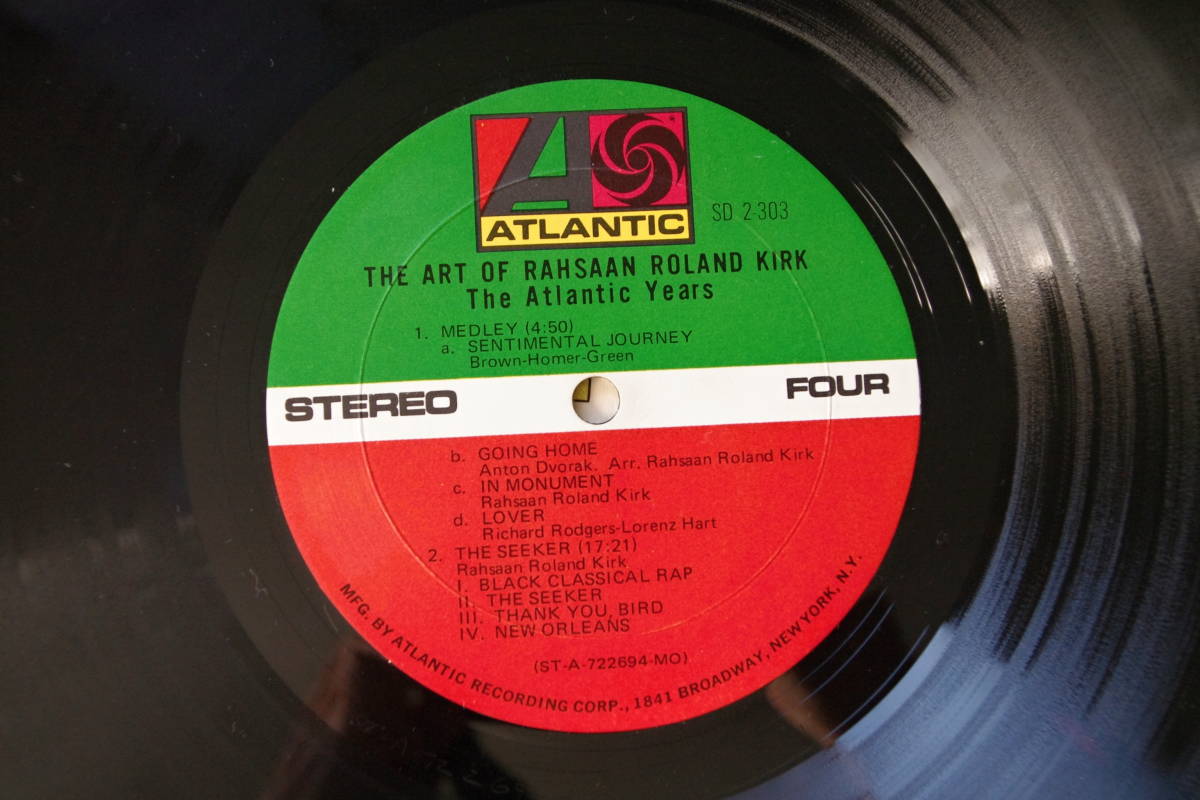 ATLANTIC
SD 2-303
THE ART OF RAHSAAN ROLAND KIRK
The Atlantic Years
1. MEDLEY (4:50)
a. SENTIMENTAL JOURNEY
Brown-Homer-Green
STEREO
FOUR
b. GOING HOME
Anton Dvorak. Arr. Rahsaan Roland Kirk
c. IN MONUMENT
Rahsaan Roland Kirk
d. LOVER
Richard Rodgers-Lorenz Hart
2. THE SEEKER (17:21)
Rahsaan Roland Kirk
I. BLACK CLASSICAL RAP
II. THE SEEKER
III. THANK YOU, BIRD
IV. NEW ORLEANS
(ST-A-722694-MO)
MFG. BY ATLANTIC RECORDING CORP., 1841 BROADWAY, NEW YORK, N.Y.